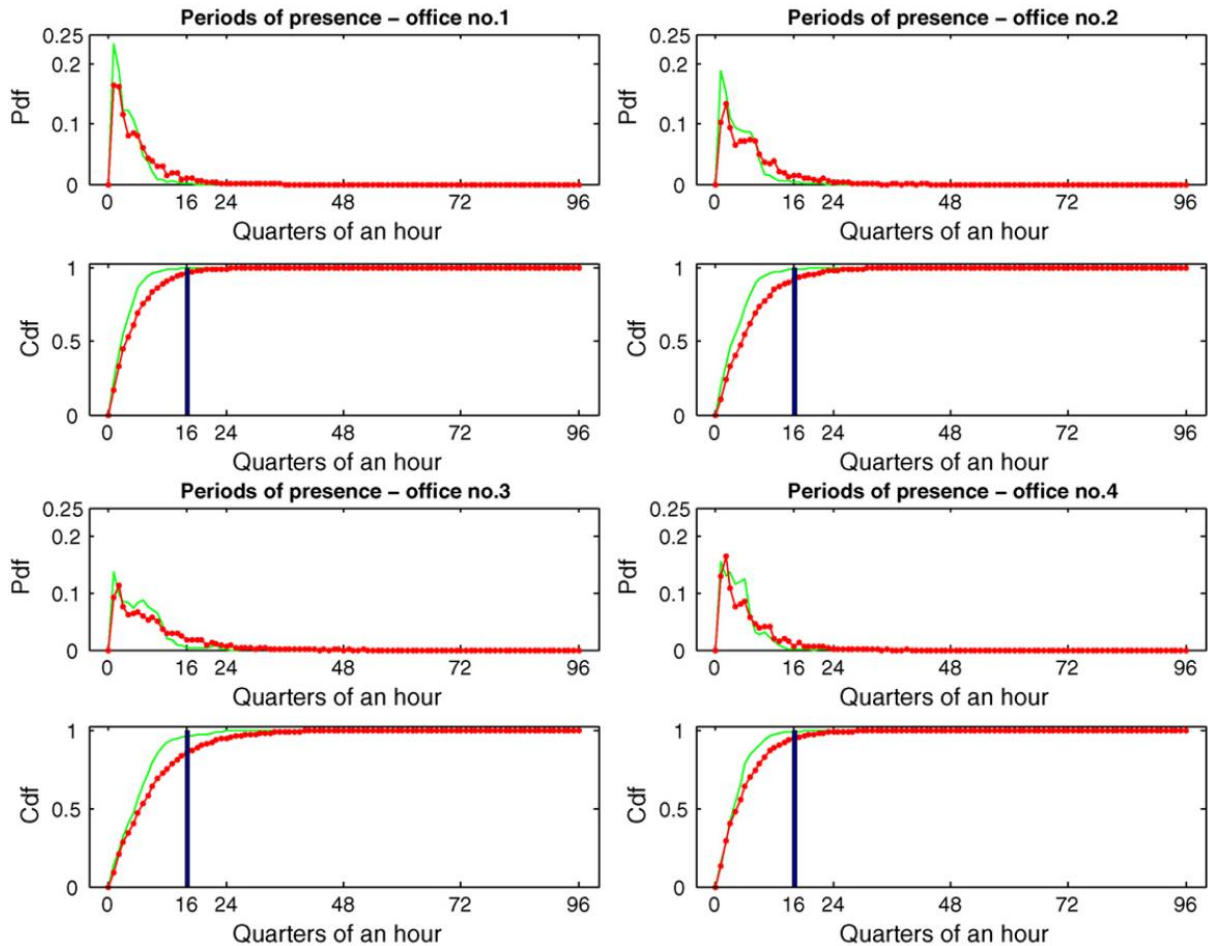 Periods of presence – office no.1
0.25
0.2
0.1
0
Pdf
0 16 24 48 72 96
Quarters of an hour
1
0.5
0
Cdf
0 16 24 48 72 96
Quarters of an hour
Periods of presence – office no.2
0.25
0.2
0.1
0
Pdf
0 16 24 48 72 96
Quarters of an hour
1
0.5
0
Cdf
0 16 24 48 72 96
Quarters of an hour
Periods of presence – office no.3
0.25
0.2
0.1
0
Pdf
0 16 24 48 72 96
Quarters of an hour
1
0.5
0
Cdf
0 16 24 48 72 96
Quarters of an hour
Periods of presence – office no.4
0.25
0.2
0.1
0
Pdf
0 16 24 48 72 96
Quarters of an hour
1
0.5
0
Cdf
0 16 24 48 72 96
Quarters of an hour